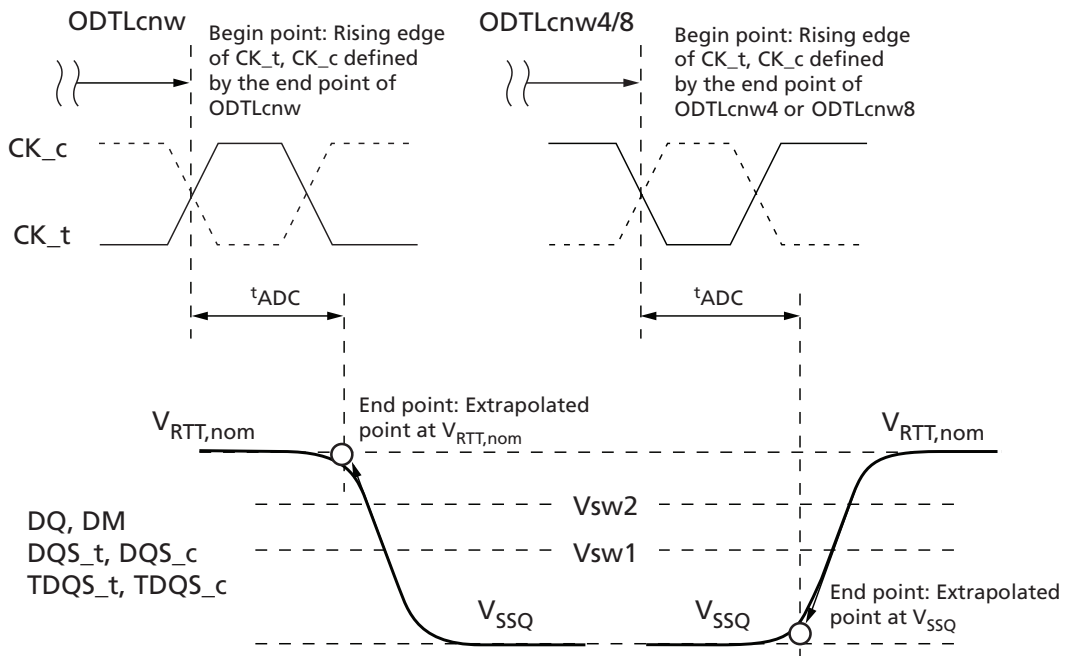 ODTLcnw
Begin point: Rising edge
of CK_t, CK_c defined
by the end point of
ODTLcnw
ODTLcnw4/8
Begin point: Rising edge
of CK_t, CK_c defined
by the end point of
ODTLcnw4 or ODTLcnw8
CK_c
CK_t
tADC
tADC
VRTT,nom
End point: Extrapolated
point at VRTT,nom
VRTT,nom
Vsw2
Vsw1
DQ, DM
DQS_t, DQS_c
TDQS_t, TDQS_c
VSSQ
VSSQ
End point: Extrapolated
point at VSSQ